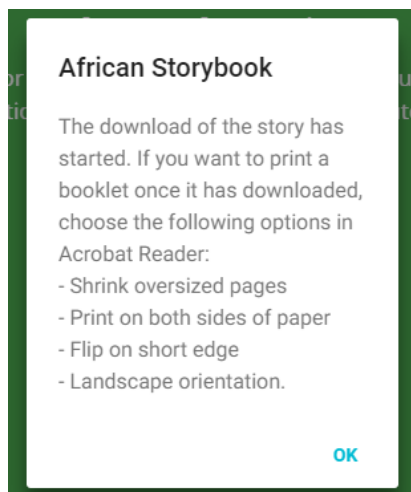 African Storybook
The download of the story has
started. If you want to print a
booklet once it has downloaded,
choose the following options in
Acrobat Reader:
- Shrink oversized pages
- Print on both sides of paper
- Flip on short edge
- Landscape orientation.
OK